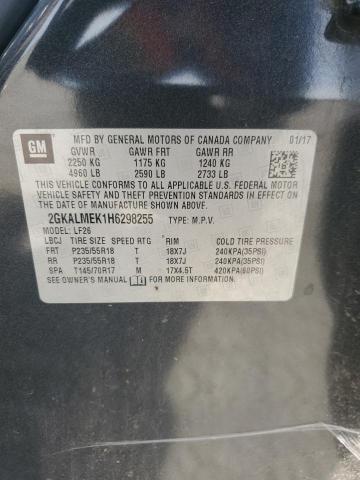 GM
MFD BY GENERAL MOTORS OF CANADA COMPANY 01/17
GVWR GAWR FRT GAWR RR
2250 KG 1175 KG 1240 KG
4960 LB 2590 LB 2733 LB
THIS VEHICLE CONFORMS TO ALL APPLICABLE U.S. FEDERAL MOTOR
VEHICLE SAFETY AND THEFT PREVENTION STANDARDS IN EFFECT ON
THE DATE OF MANUFACTURE SHOWN ABOVE.
2GKALMEK1H6298255 TYPE: M.P.V.
MODEL: LF26
LBCJ TIRE SIZE SPEED RTG RIM COLD TIRE PRESSURE
FRT P235/55R18 T 18X7J 240KPA(35PSI)
RR P235/55R18 T 18X7J 240KPA(35PSI)
SPA T145/70R17 M 17X4.5T 420KPA(60PSI)
SEE OWNER'S MANUAL FOR MORE INFORMATION